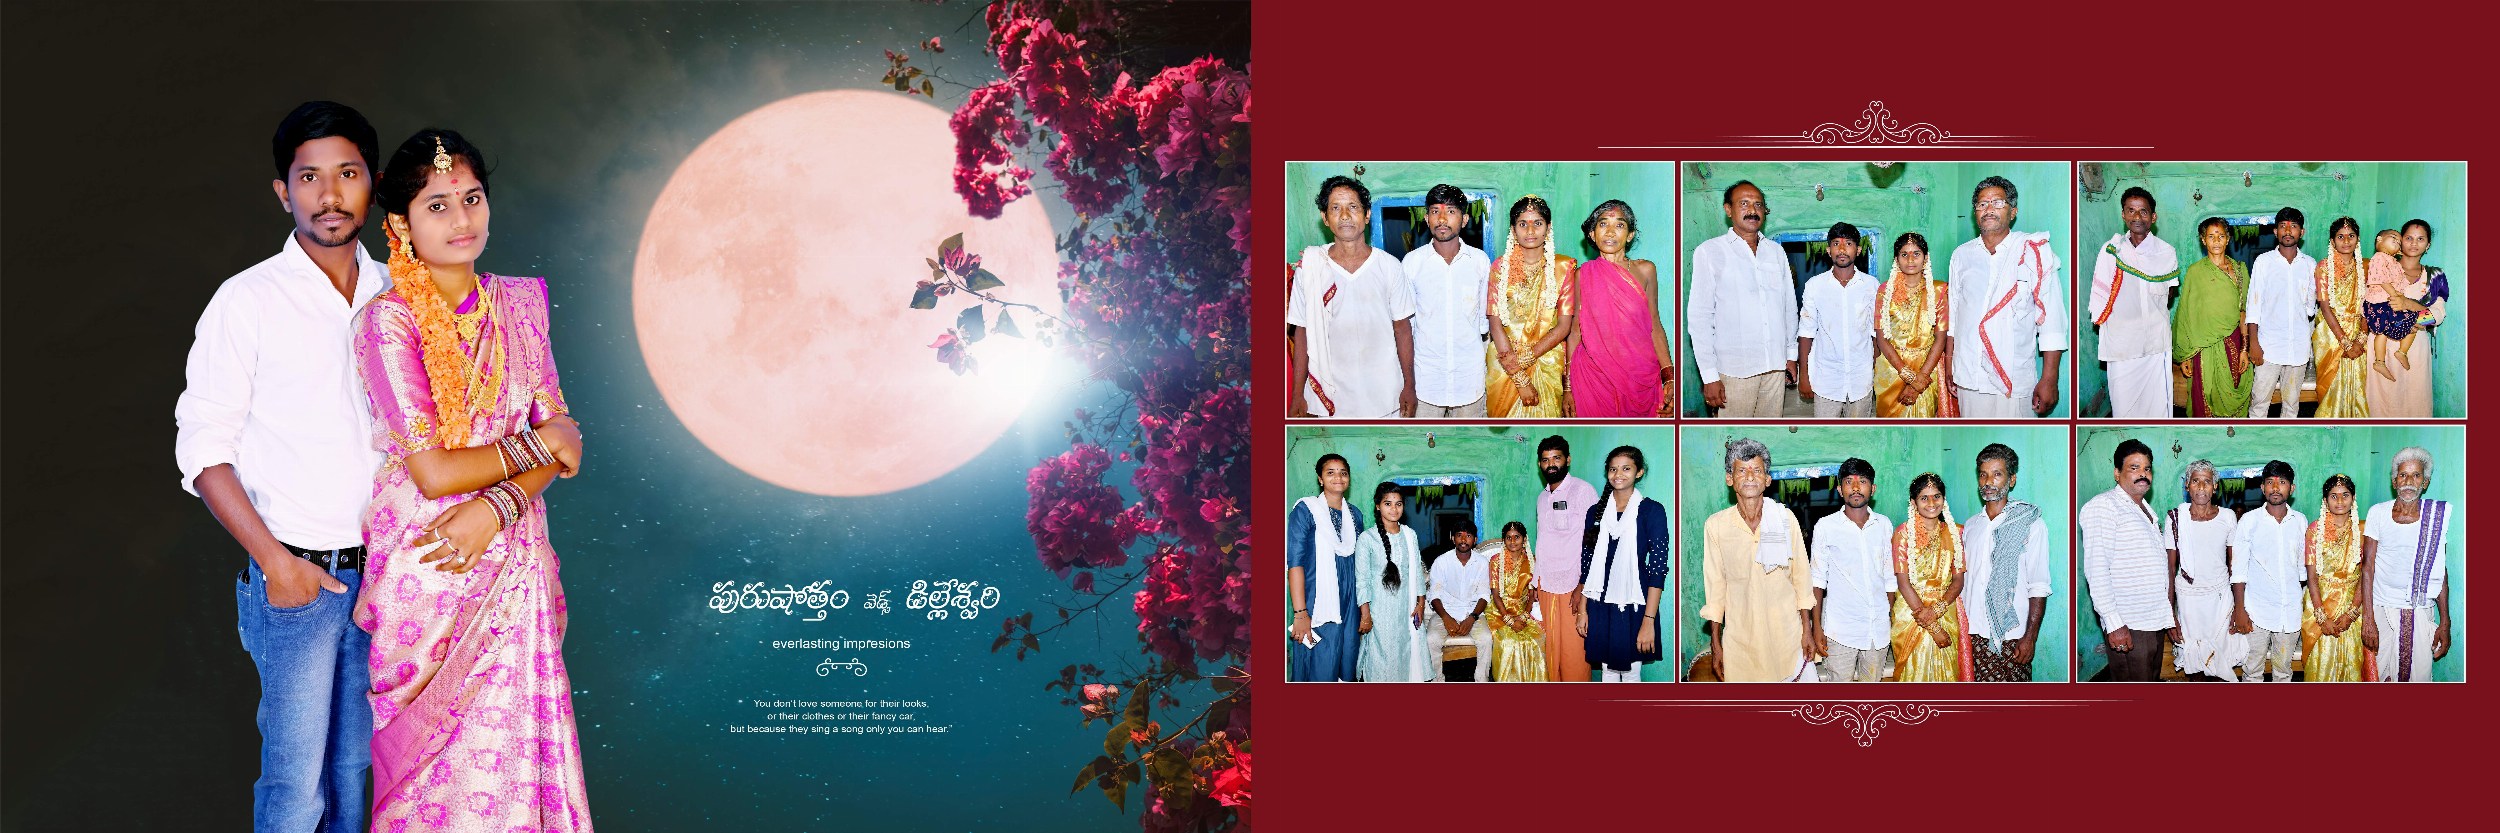 పురుషోత్తం వెడ్స్ ఢిల్లేశ్వరి
everlasting impresions
You don't love someone for their looks,
or their clothes or their fancy car,
but because they sing a song only you can hear."